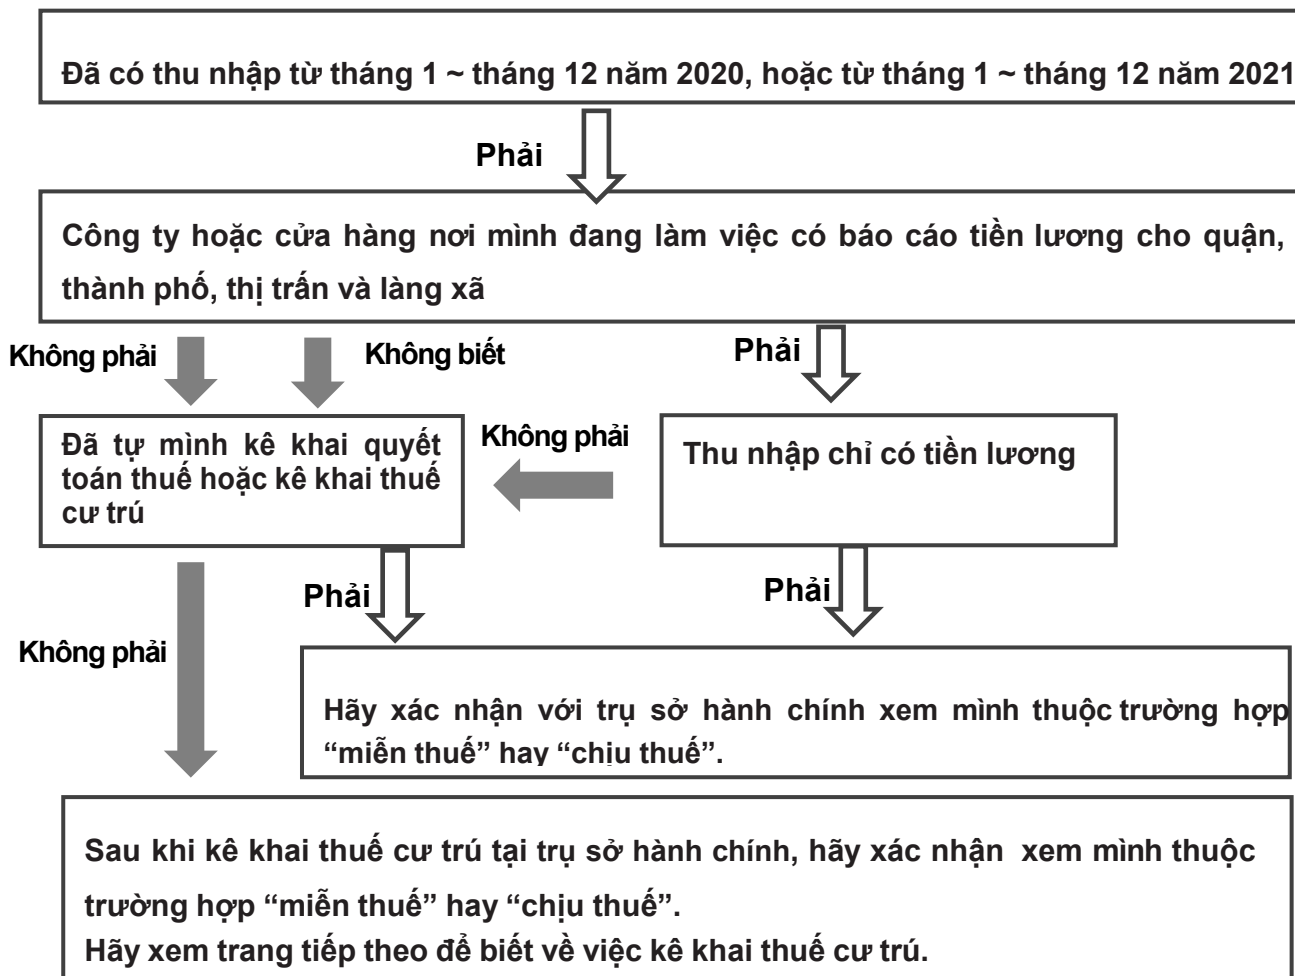 Đã có thu nhập từ tháng 1 ~ tháng 12 năm 2020, hoặc từ tháng 1 ~ tháng 12 năm 2021
Phải
Công ty hoặc cửa hàng nơi mình đang làm việc có báo cáo tiền lương cho quận,
thành phố, thị trấn và làng xã
Không phải
Không biết
Phải
Đã tự mình kê khai quyết
toán thuế hoặc kê khai thuế
cư trú
Không phải
Thu nhập chỉ có tiền lương
Phải
Phải
Không phải
Hãy xác nhận với trụ sở hành chính xem mình thuộc trường hợp
“miễn thuế” hay “chịu thuế”.
Sau khi kê khai thuế cư trú tại trụ sở hành chính, hãy xác nhận xem mình thuộc
trường hợp “miễn thuế” hay “chịu thuế”.
Hãy xem trang tiếp theo để biết về việc kê khai thuế cư trú.